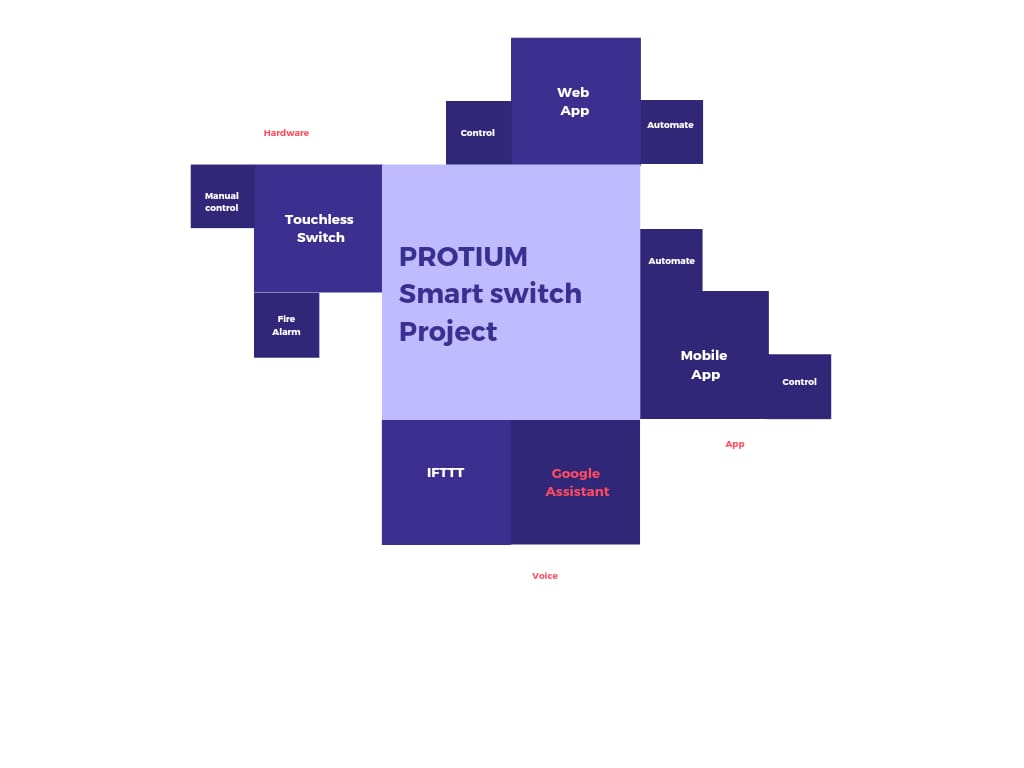 Web
App
Control
Automate
Hardware
Manual
control
Touchless
Switch
Fire
Alarm
PROTIUM
Smart switch
Project
Automate
Mobile
App
Control
App
IFTTT
Google
Assistant
Voice